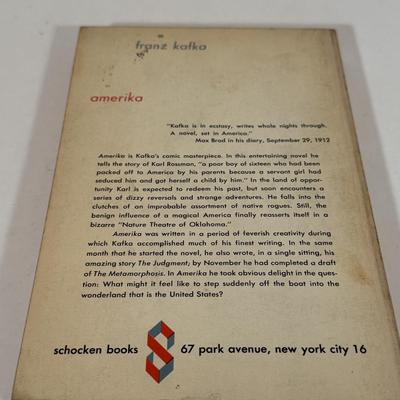 franz kafka
amerika
"Kafka is in ecstasy, writes whole nights through.
A novel, set in America."
Max Brod in his diary, September 29, 1912
Amerika is Kafka's comic masterpiece. In this entertaining novel he
tells the story of Karl Rossman, "a poor boy of sixteen who had been
packed off to America by his parents because a servant girl had
seduced him and got herself a child by him." In the land of oppor-
tunity Karl is expected to redeem his past, but soon encounters a
series of dizzy reversals and strange adventures. He falls into the
clutches of an improbable assortment of native rogues. Still, the
benign influence of a magical America finally reasserts itself in a
bizarre "Nature Theatre of Oklahoma."
Amerika was written in a period of feverish creativity during
which Kafka accomplished much of his finest writing. In the same
month that he started the novel, he also wrote, in a single sitting, his
amazing story The Judgment; by November he had completed a draft
of The Metamorphosis. In Amerika he took obvious delight in the ques-
tion: What might it feel like to step suddenly off the boat into the
wonderland that is the United States?
schocken books 67 park avenue, new york city 16